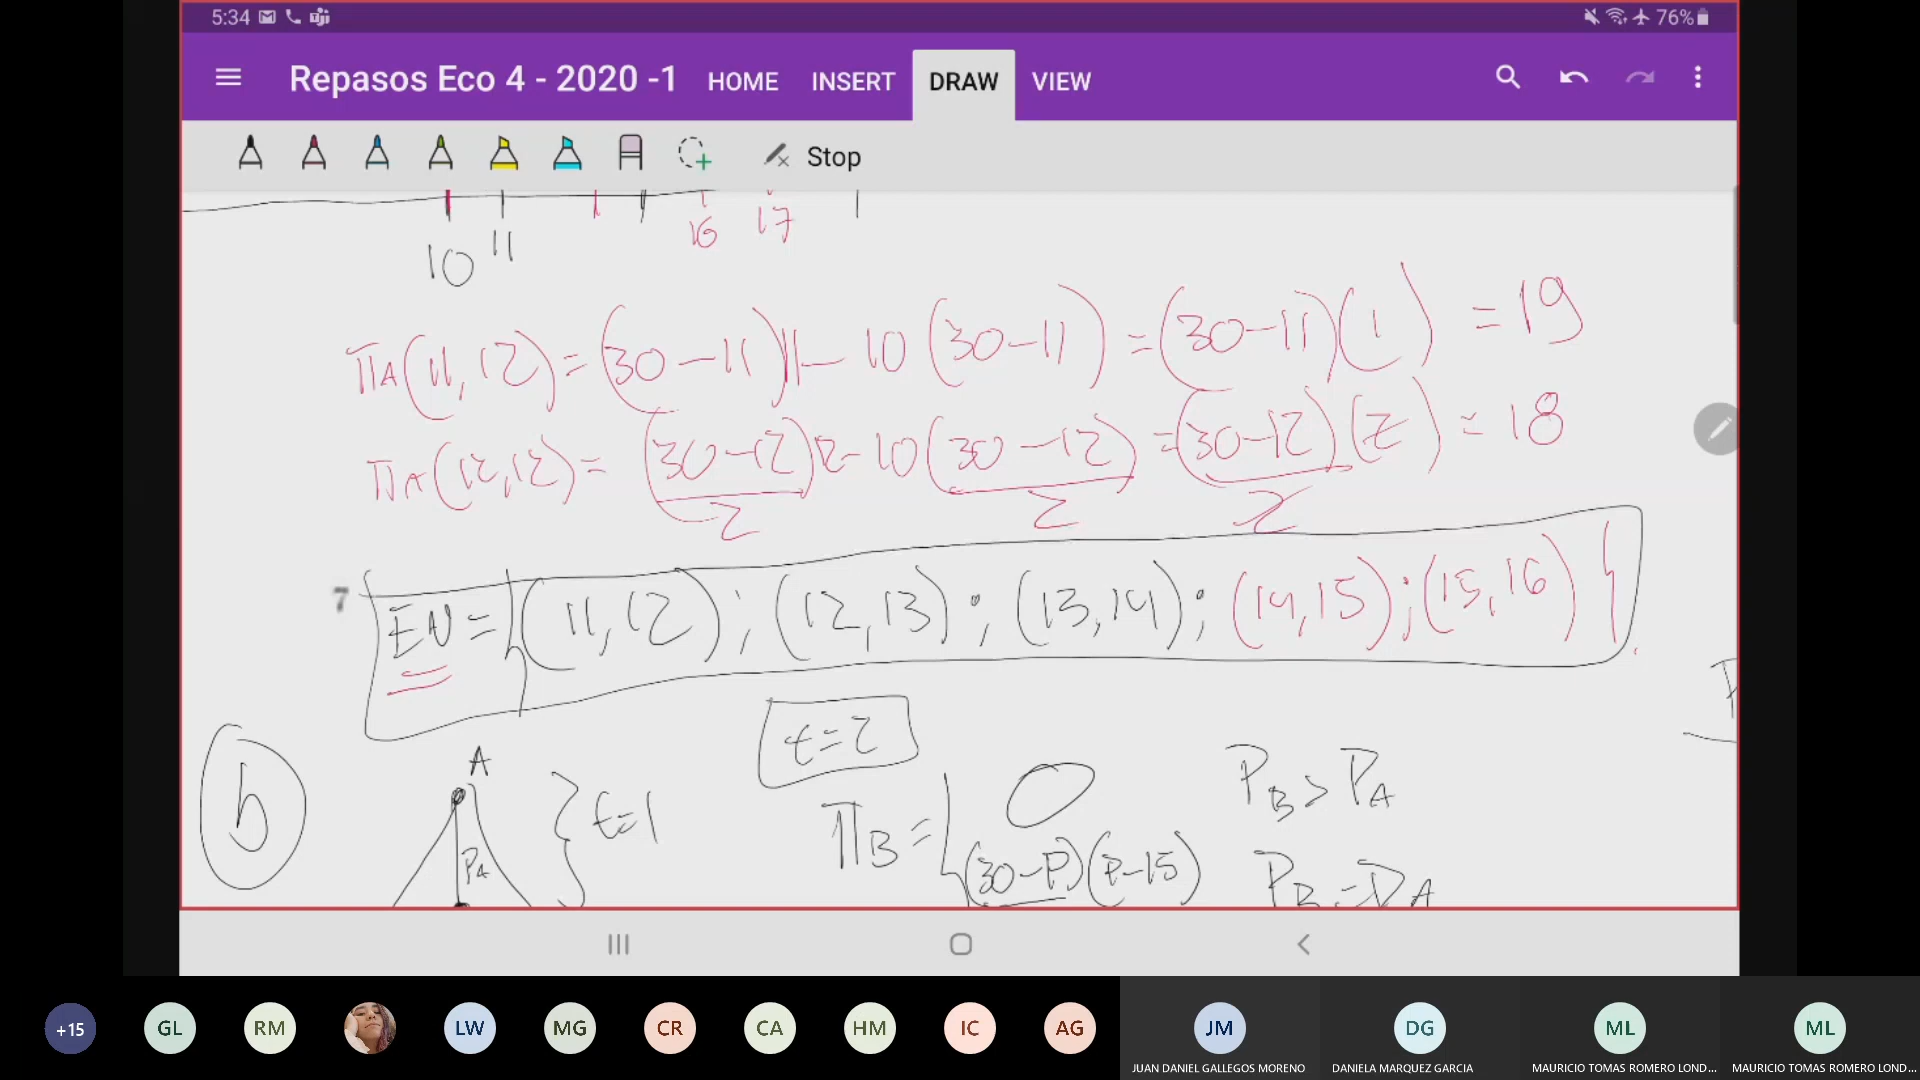 5:34 76%
Repasos Eco 4 - 2020 -1 HOME INSERT DRAW VIEW
Stop
10 11 16 17
πA(11,12) = (30-11)11-10(30-11) = (30-11)(1) = 19
πA(12,12) = (30-12)/2 12-10(30-12)/2 = (30-12)/2 (2) = 18
7
EN = {(11,12); (12,13); (13,14); (14,15); (15,16)}
b A t=2
PA } t=1 πB = { 0 PB > PA
(30-P)(P-15) PB = PA
+15 GL RM LW MG CR CA HM IC AG JM DG ML ML
JUAN DANIEL GALLEGOS MORENO DANIELA MARQUEZ GARCIA MAURICIO TOMAS ROMERO LOND... MAURICIO TOMAS ROMERO LOND...